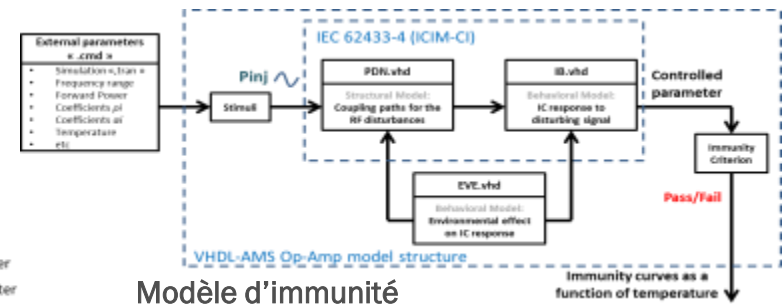 External parameters
« .cmd »
• Simulation «.tran »
• Frequency range
• Forward Power
• Coefficients ρi
• Coefficients αi
• Temperature
• etc
Pinj
Stimuli
IEC 62433-4 (ICIM-CI)
PDN.vhd
Structural Model:
Coupling paths for the
RF disturbances
IB.vhd
Behavioral Model:
IC response to
disturbing signal
Controlled
parameter
Immunity
Criterion
Pass/Fail
EVE.vhd
Behavioral Model:
Environmental effect
on IC response
VHDL-AMS Op-Amp model structure
Immunity curves as a
function of temperature
Modèle d'immunité